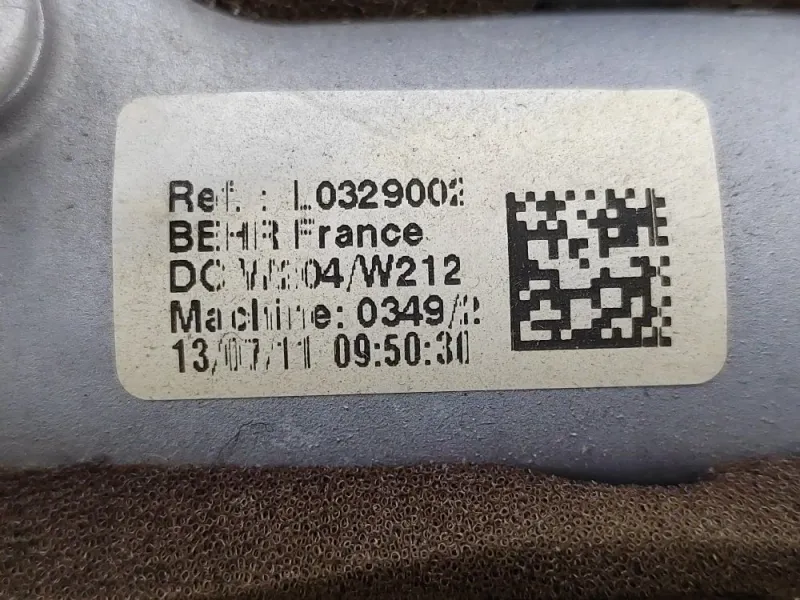 Ref. : L0329002
BEHR France
DC W204/W212
Machine: 0349/2
13/07/11 09:50:30